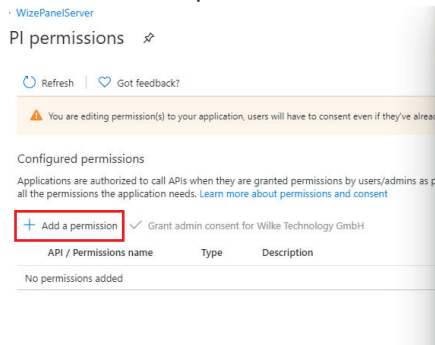 · WizePanelServer
PI permissions
Refresh
Got feedback?
You are editing permission(s) to your application, users will have to consent even if they've
Configured permissions
Applications are authorized to call APIs when they are granted permissions by users/admins as
all the permissions the application needs. Learn more about permissions and consent
+ Add a permission ✓ Grant admin consent for Wilke Technology GmbH
API / Permissions name Type Description
No permissions added